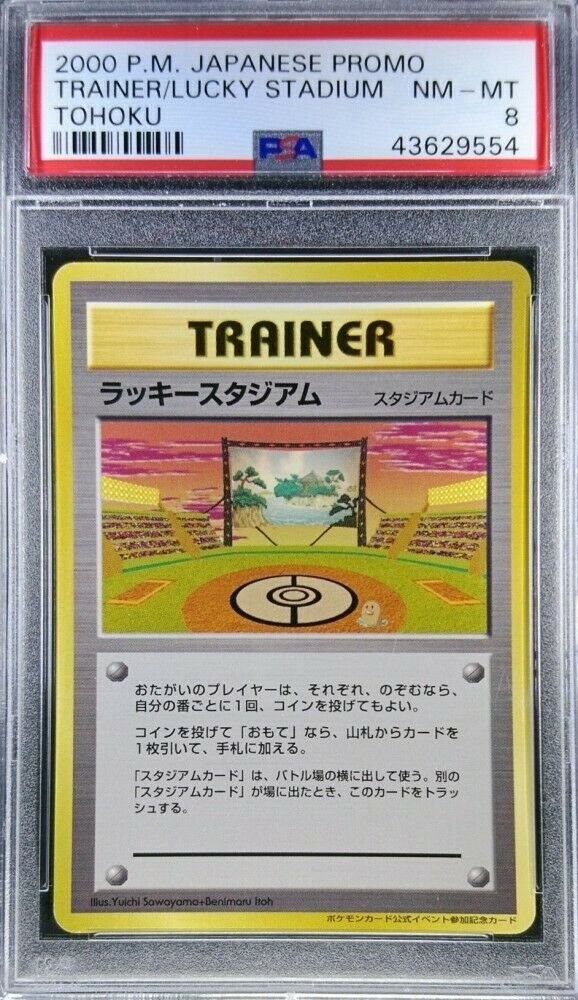 2000 P.M. JAPANESE PROMO
TRAINER/LUCKY STADIUM NM-MT
TOHOKU 8
PSA 43629554
TRAINER
ラッキースタジアム スタジアムカード
おたがいのプレイヤーは、それぞれ、のぞむなら、
自分の番ごとに1回、コインを投げてもよい。
コインを投げて「おもて」なら、山札からカードを
1枚引いて、手札に加える。
「スタジアムカード」は、バトル場の横に出して使う。別の
「スタジアムカード」が場に出たとき、このカードをトラッ
シュする。
Illus.Yuichi Sawayama+Benimaru Itoh
ポケモンカード公式イベント参加記念カード